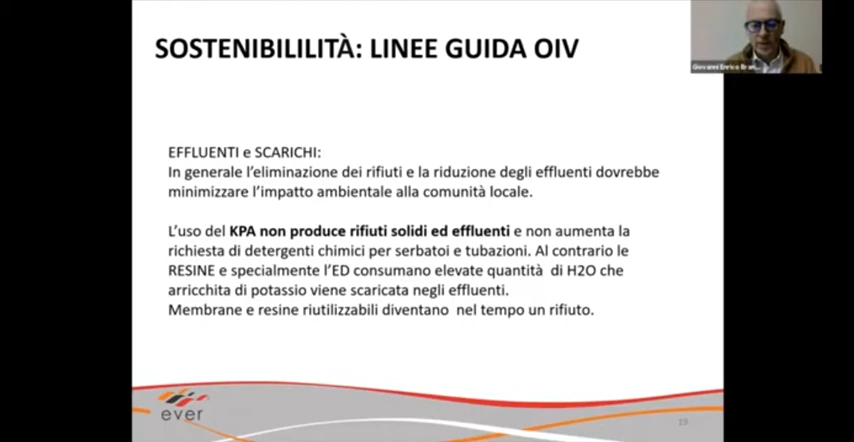 SOSTENIBILILITÀ: LINEE GUIDA OIV
Giovanni Enrico
EFFLUENTI e SCARICHI:
In generale l'eliminazione dei rifiuti e la riduzione degli effluenti dovrebbe
minimizzare l'impatto ambientale alla comunità locale.
L'uso del KPA non produce rifiuti solidi ed effluenti e non aumenta la
richiesta di detergenti chimici per serbatoi e tubazioni. Al contrario le
RESINE e specialmente l'ED consumano elevate quantità di H2O che
arricchita di potassio viene scaricata negli effluenti.
Membrane e resine riutilizzabili diventano nel tempo un rifiuto.
ever
19